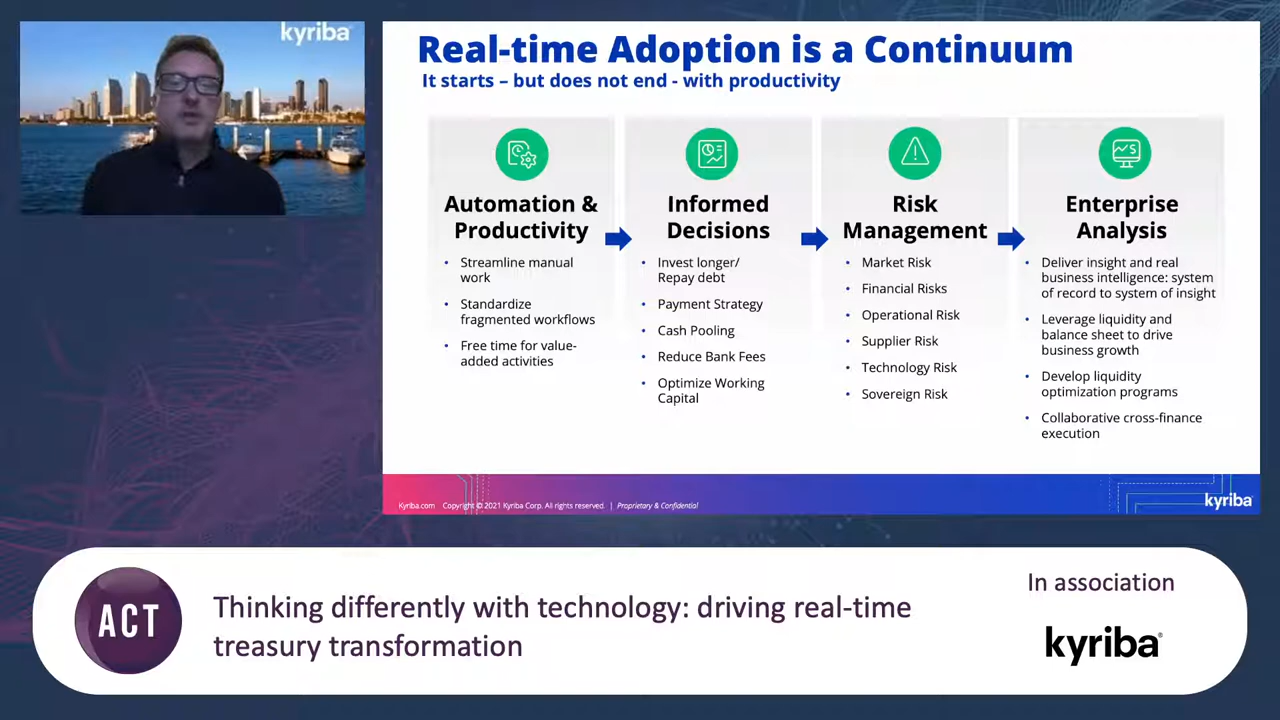 kyriba
Real-time Adoption is a Continuum
It starts – but does not end - with productivity
Automation &
Productivity
• Streamline manual
work
• Standardize
fragmented workflows
• Free time for value-
added activities
Informed
Decisions
• Invest longer/
Repay debt
• Payment Strategy
• Cash Pooling
• Reduce Bank Fees
• Optimize Working
Capital
Risk
Management
• Market Risk
• Financial Risks
• Operational Risk
• Supplier Risk
• Technology Risk
• Sovereign Risk
Enterprise
Analysis
• Deliver insight and real
business intelligence: system
of record to system of insight
• Leverage liquidity and
balance sheet to drive
business growth
• Develop liquidity
optimization programs
• Collaborative cross-finance
execution
Kyriba.com Copyright © 2021 Kyriba Corp. All rights reserved. | Proprietary & Confidential
kyriba
ACT
Thinking differently with technology: driving real-time
treasury transformation
In association
kyriba